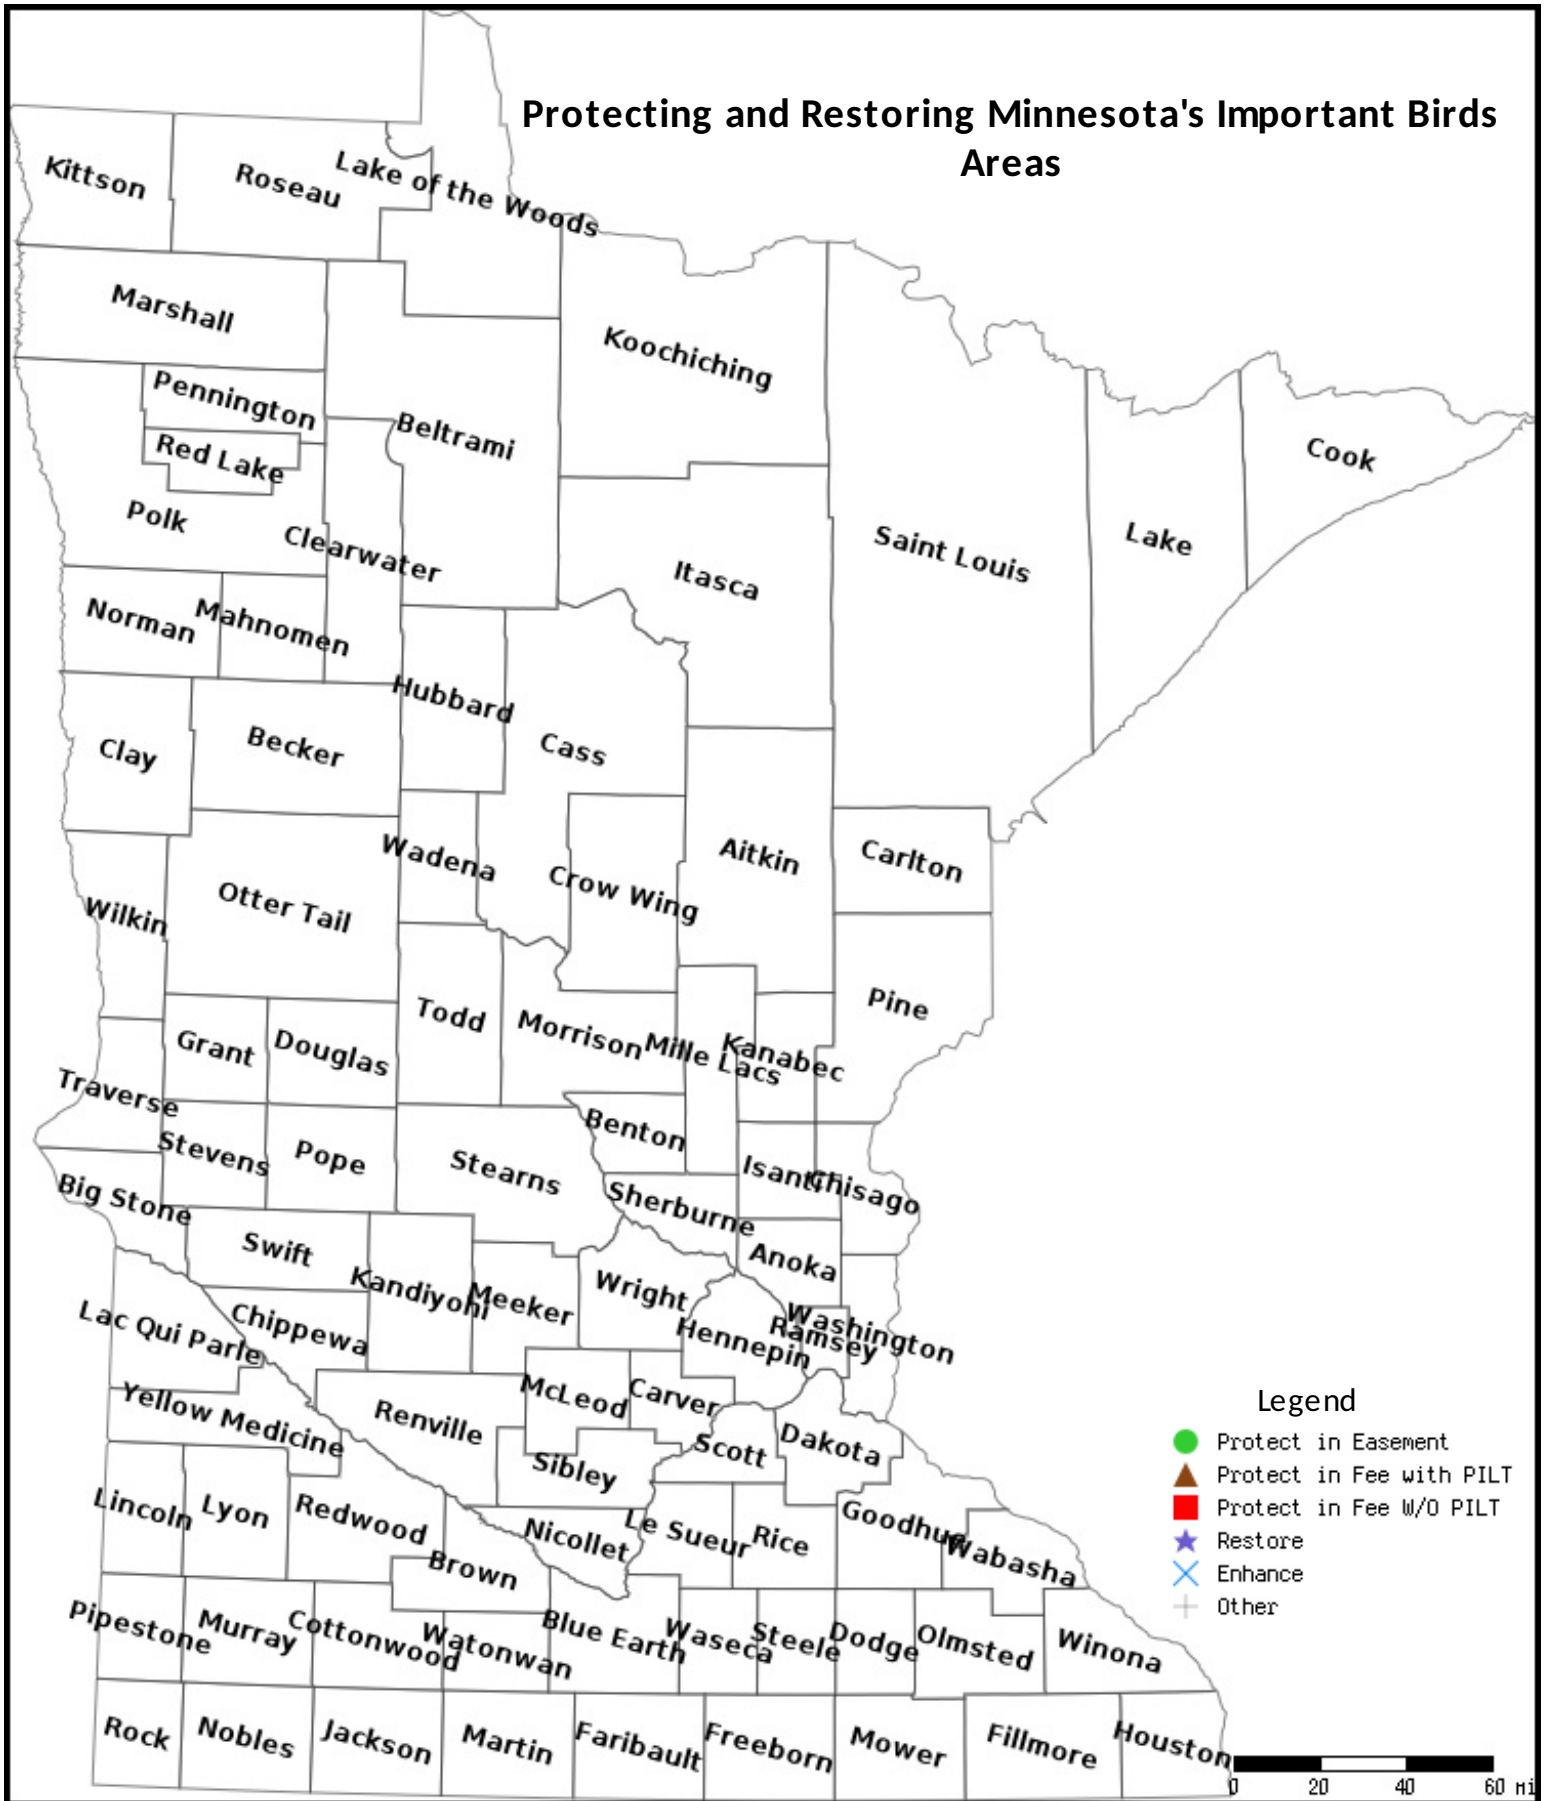 Protecting and Restoring Minnesota's Important Birds
Areas
Kittson
Roseau
Lake of the Woods
Marshall
Koochiching
Pennington
Beltrami
Red Lake
Cook
Polk
Clearwater
Saint Louis
Lake
Itasca
Norman
Mahnomen
Hubbard
Clay
Becker
Cass
Wadena
Aitkin
Carlton
Wilkin
Otter Tail
Crow Wing
Todd
Pine
Grant
Douglas
Morrison
Mille Lacs
Kanabec
Traverse
Stevens
Pope
Stearns
Benton
Isanti
Chisago
Big Stone
Sherburne
Swift
Anoka
Kandiyohi
Meeker
Wright
Lac Qui Parle
Chippewa
Hennepin
Ramsey
Washington
Yellow Medicine
Renville
McLeod
Carver
Scott
Dakota
Sibley
Lincoln
Lyon
Redwood
Nicollet
Le Sueur
Rice
Goodhue
Wabasha
Brown
Pipestone
Murray
Cottonwood
Watonwan
Blue Earth
Waseca
Steele
Dodge
Olmsted
Winona
Rock
Nobles
Jackson
Martin
Faribault
Freeborn
Mower
Fillmore
Houston
Legend
Protect in Easement
Protect in Fee with PILT
Protect in Fee W/O PILT
Restore
Enhance
Other
0 20 40 60 mi